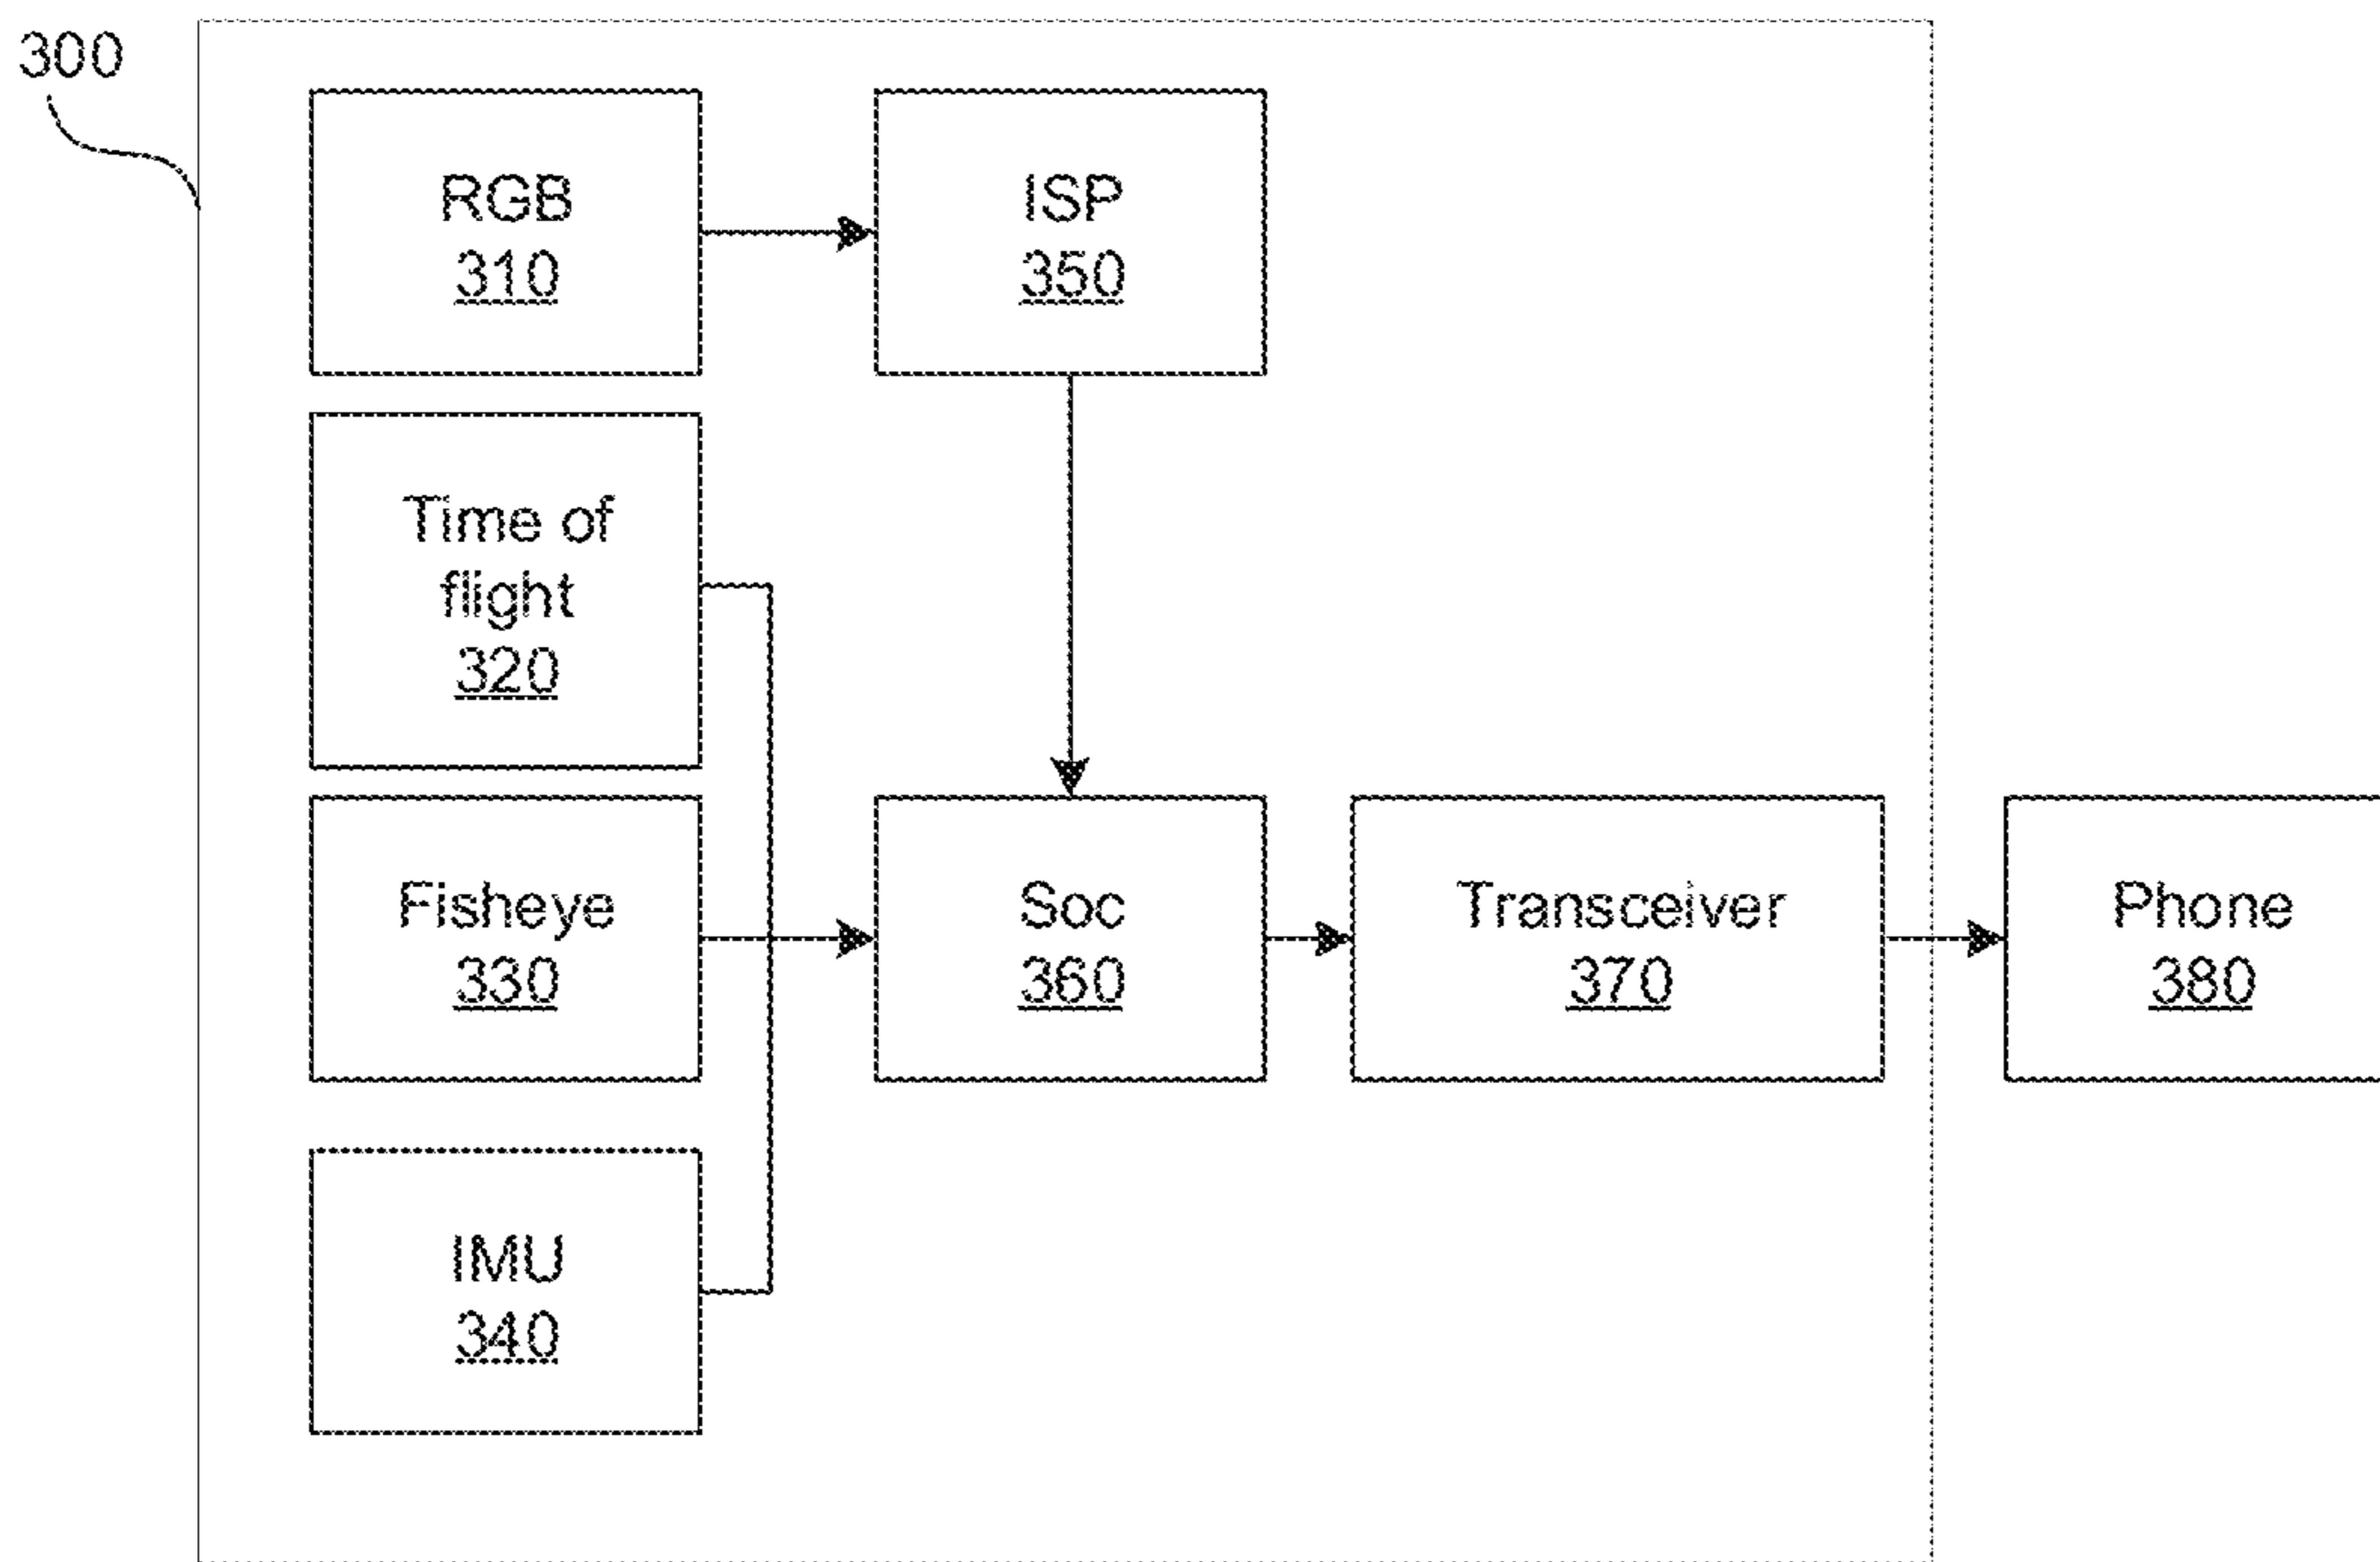 300
RGB
310
ISP
350
Time of
flight
320
Fisheye
330
Soc
360
Transceiver
370
Phone
380
IMU
340